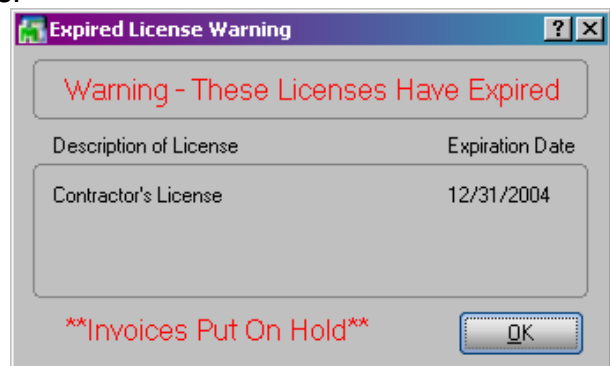 Expired License Warning
Warning - These Licenses Have Expired
Description of License Expiration Date
Contractor's License 12/31/2004
**Invoices Put On Hold** OK